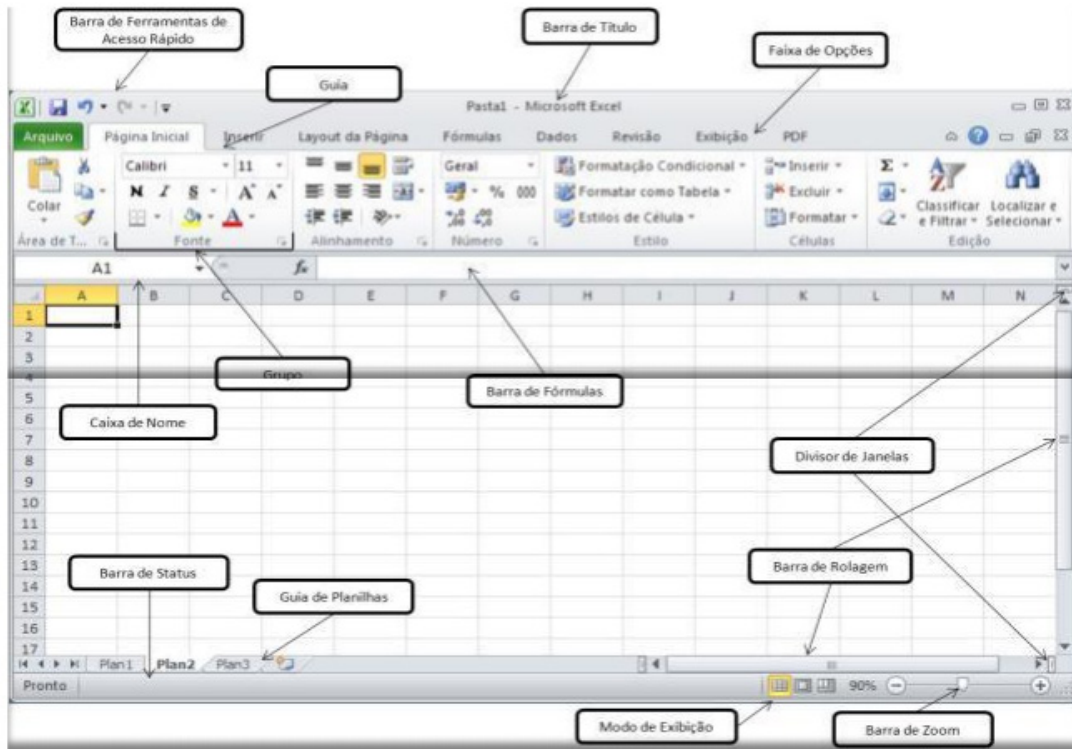 Barra de Ferramentas de
Acesso Rápido
Barra de Título
Faixa de Opções
Guia
Pasta1 - Microsoft Excel
Arquivo Página Inicial Inserir Layout da Página Fórmulas Dados Revisão Exibição PDF
Colar
Calibri 11
N I S A A
Geral
% 000
Formatação Condicional
Formatar como Tabela
Estilos de Célula
Inserir
Excluir
Formatar
Σ
Classificar
e Filtrar
Localizar e
Selecionar
Área de T... Fonte Alinhamento Número Estilo Células Edição
A1 fx
A B C D E F G H I J K L M N
1
2
3
4
Grupo
5
Barra de Fórmulas
6
Caixa de Nome
7
8
Divisor de Janelas
9
10
11
12
13
Barra de Status
Barra de Rolagem
14
Guia de Planilhas
15
16
17
Plan1 Plan2 Plan3
Pronto 90%
Modo de Exibição
Barra de Zoom